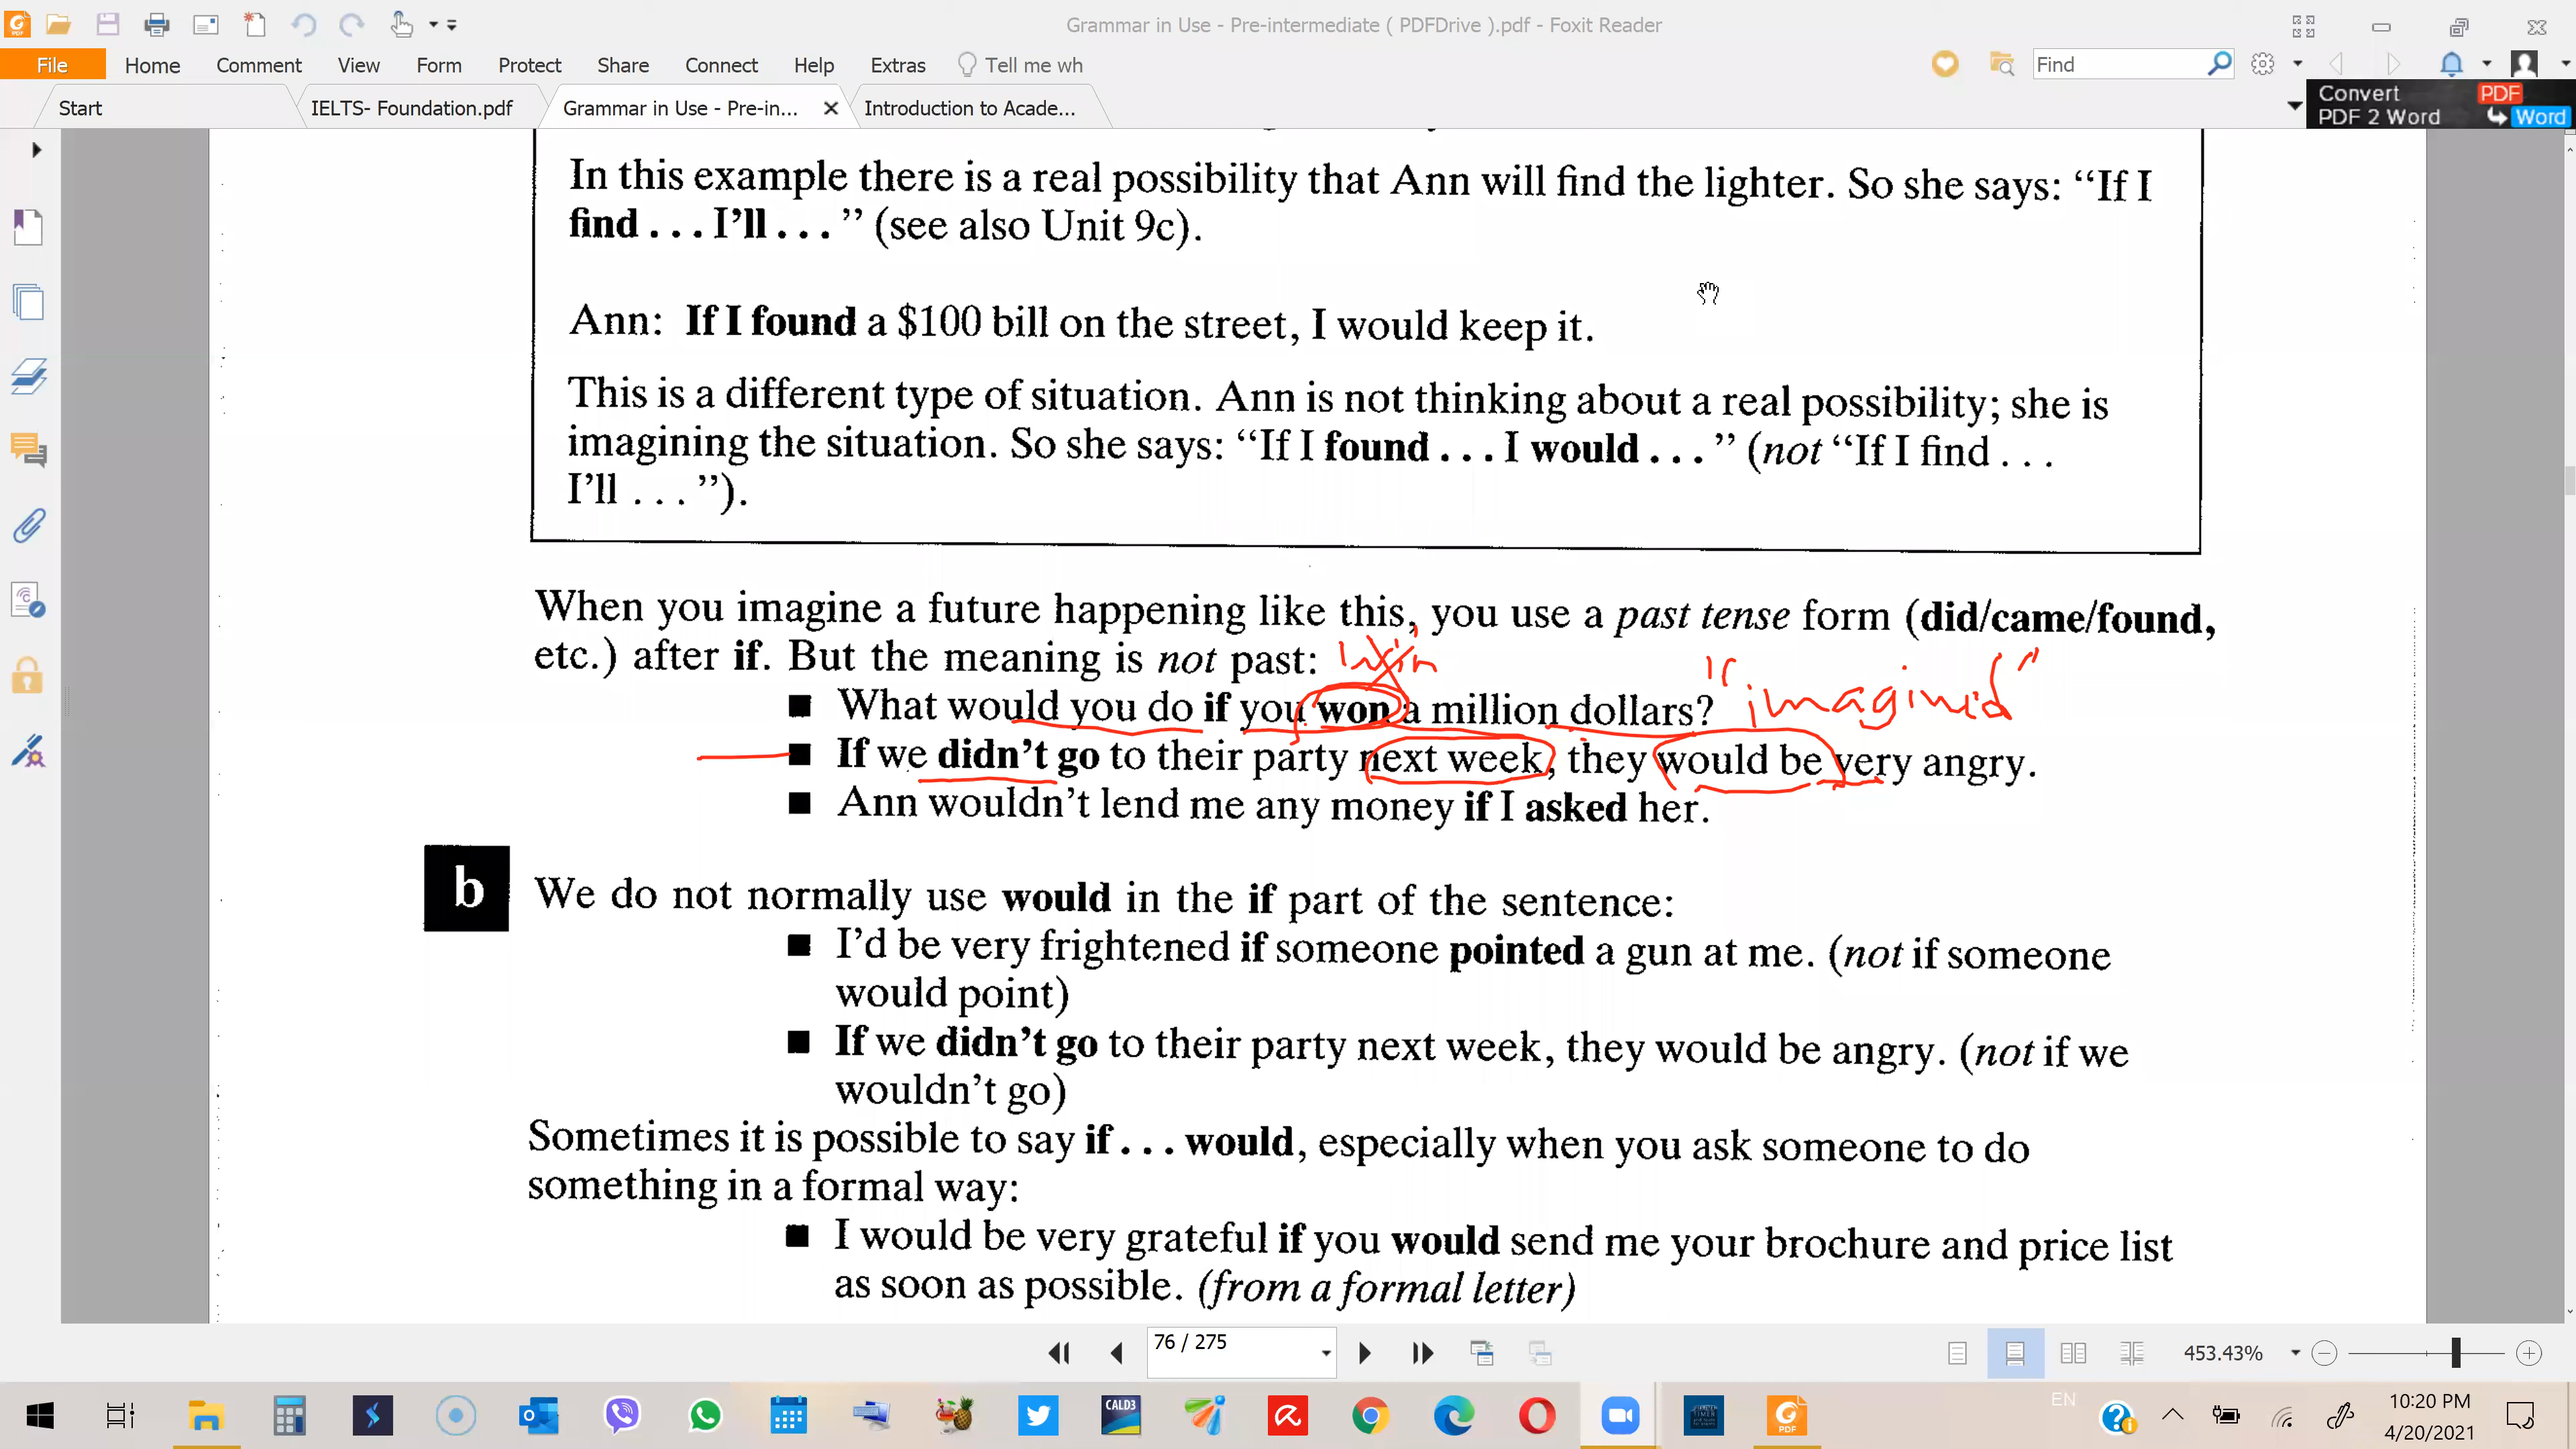 Grammar in Use - Pre-intermediate ( PDFDrive ).pdf - Foxit Reader
File Home Comment View Form Protect Share Connect Help Extras Tell me wh
Find
Start IELTS- Foundation.pdf Grammar in Use - Pre-in... Introduction to Acade...
Convert PDF
PDF 2 Word Word
In this example there is a real possibility that Ann will find the lighter. So she says: “If I
find . . . I’ll . . . ” (see also Unit 9c).
Ann: If I found a $100 bill on the street, I would keep it.
This is a different type of situation. Ann is not thinking about a real possibility; she is
imagining the situation. So she says: “If I found . . . I would . . . ” (not “If I find . . .
I’ll . . . ”).
When you imagine a future happening like this, you use a past tense form (did/came/found,
etc.) after if. But the meaning is not past: win
■ What would you do if you won a million dollars? "imagined"
■ If we didn’t go to their party next week, they would be very angry.
■ Ann wouldn’t lend me any money if I asked her.
b We do not normally use would in the if part of the sentence:
■ I’d be very frightened if someone pointed a gun at me. (not if someone
would point)
■ If we didn’t go to their party next week, they would be angry. (not if we
wouldn’t go)
Sometimes it is possible to say if . . . would, especially when you ask someone to do
something in a formal way:
■ I would be very grateful if you would send me your brochure and price list
as soon as possible. (from a formal letter)
76 / 275
453.43%
CALD3
EN
10:20 PM
4/20/2021